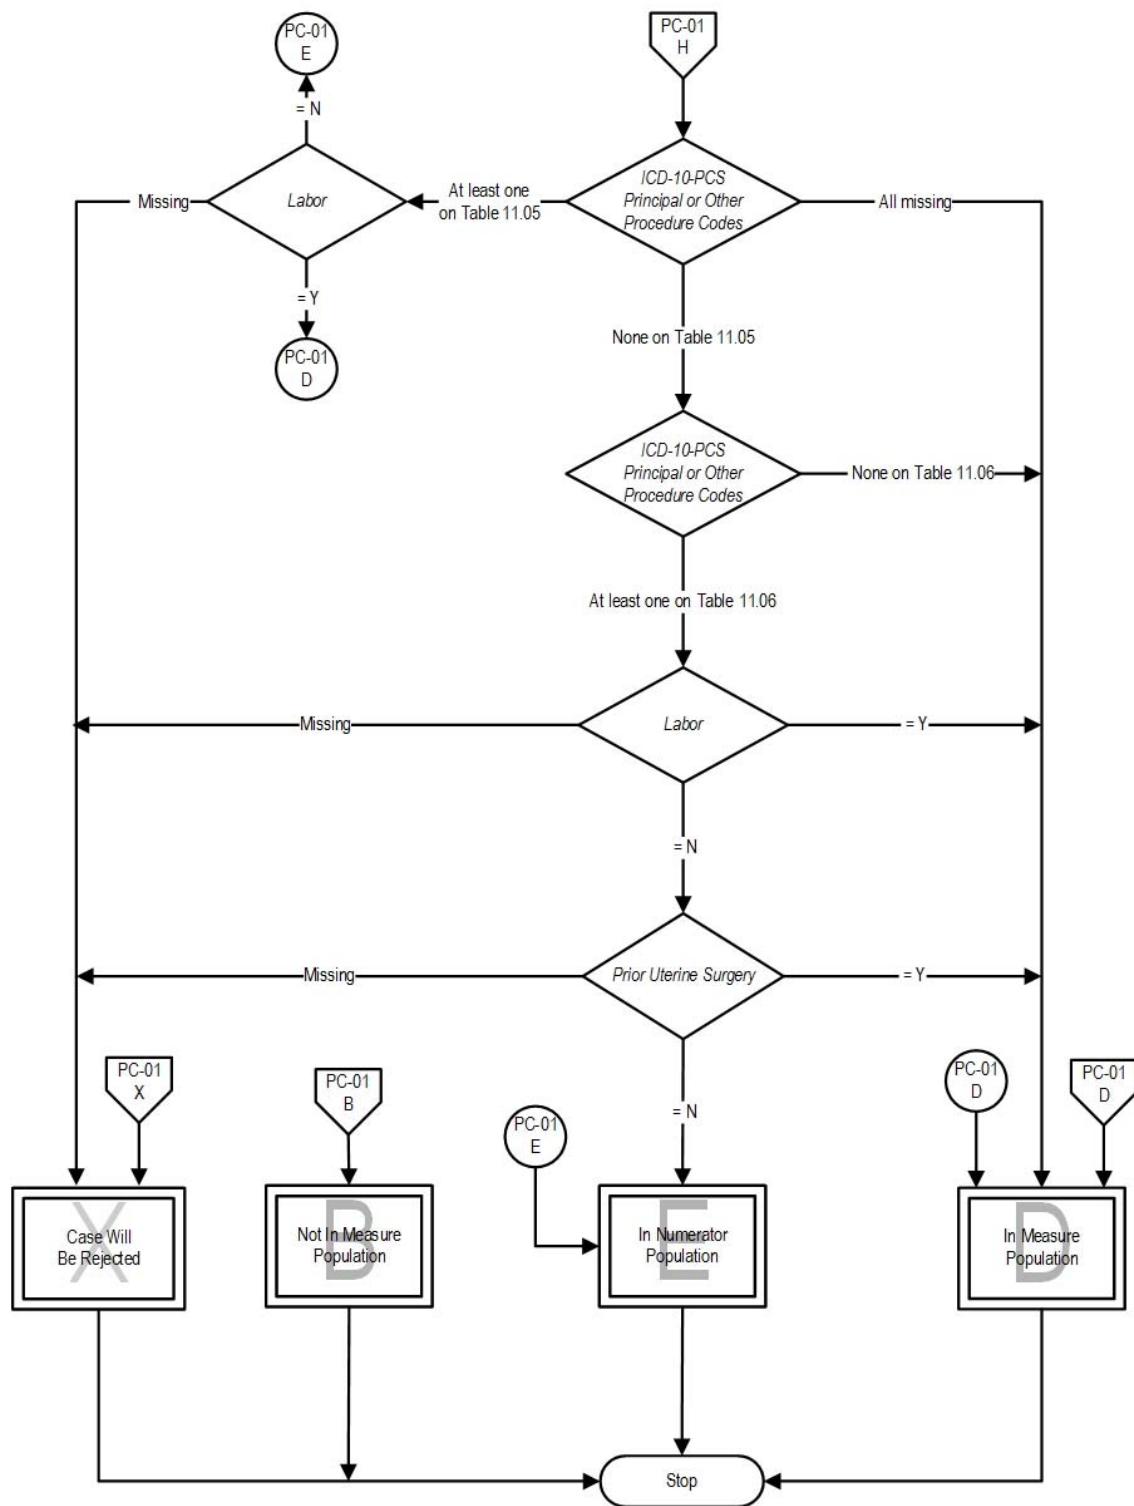 PC-01
E
PC-01
H
= N
Missing
Labor
At least one
on Table 11.05
ICD-10-PCS
Principal or Other
Procedure Codes
All missing
= Y
PC-01
D
None on Table 11.05
ICD-10-PCS
Principal or Other
Procedure Codes
None on Table 11.06
At least one on Table 11.06
Missing
Labor
= Y
= N
Missing
Prior Uterine Surgery
= Y
PC-01
X
PC-01
B
= N
PC-01
E
PC-01
D
PC-01
D
X
Case Will
Be Rejected
B
Not In Measure
Population
E
In Numerator
Population
D
In Measure
Population
Stop